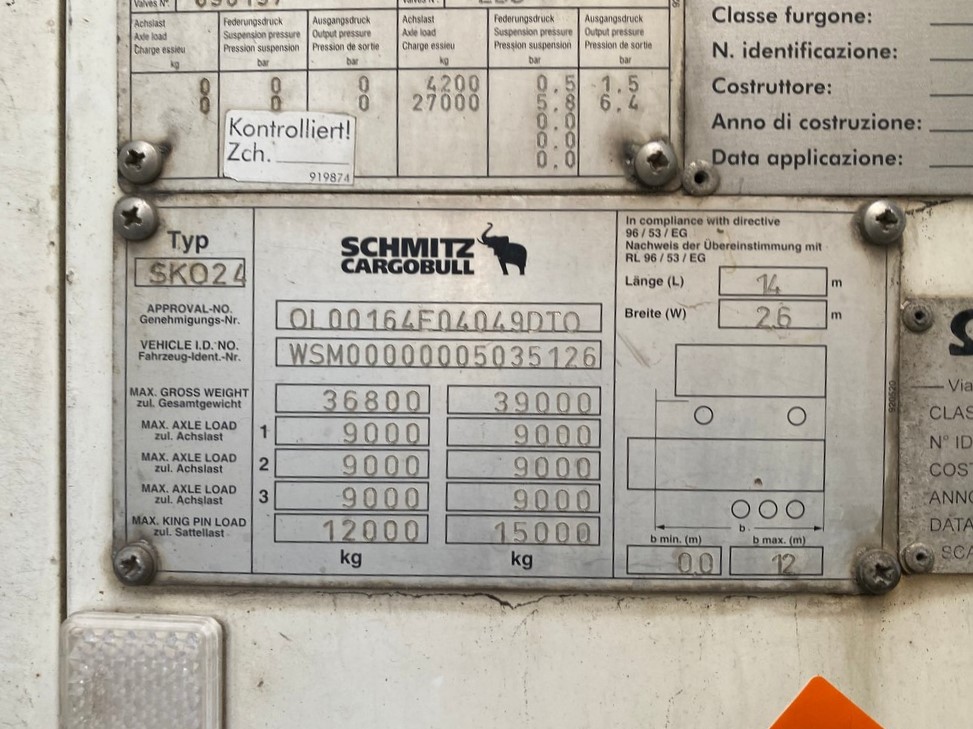 Valves N°.
Valves N°.
Achslast Federungsdruck Ausgangsdruck Achslast Federungsdruck Ausgangsdruck
Axle load Suspension pressure Output pressure Axle load Suspension pressure Output pressure
Charge essieu Pression suspension Pression de sortie Charge essieu Pression suspension Pression de sortie
kg bar bar kg bar bar
0 0 0 4200 0.5 1.5
0 0 0 27000 5.8 6.4
0.0
0.0
0.0
Kontrolliert!
Zch.
919874
Classe furgone:
N. identificazione:
Costruttore:
Anno di costruzione:
Data applicazione:
Typ
SKO24
SCHMITZ
CARGOBULL
APPROVAL-NO.
Genehmigungs-Nr.
VEHICLE I.D. NO.
Fahrzeug-Ident.-Nr.
WSM00000005035126
MAX. GROSS WEIGHT
zul. Gesamtgewicht
36800 39000
MAX. AXLE LOAD
zul. Achslast
1 9000 9000
MAX. AXLE LOAD
zul. Achslast
2 9000 9000
MAX. AXLE LOAD
zul. Achslast
3 9000 9000
MAX. KING PIN LOAD
zul. Sattellast
12000 15000
kg kg
In compliance with directive
96 / 53 / EG
Nachweis der Übereinstimmung mit
RL 96 / 53 / EG
Länge (L) 14 m
Breite (W) 2.6 m
b
b min. (m) b max. (m)
0.0 12
Via
CLAS
N° ID
COS
ANNO
DATA
SCA